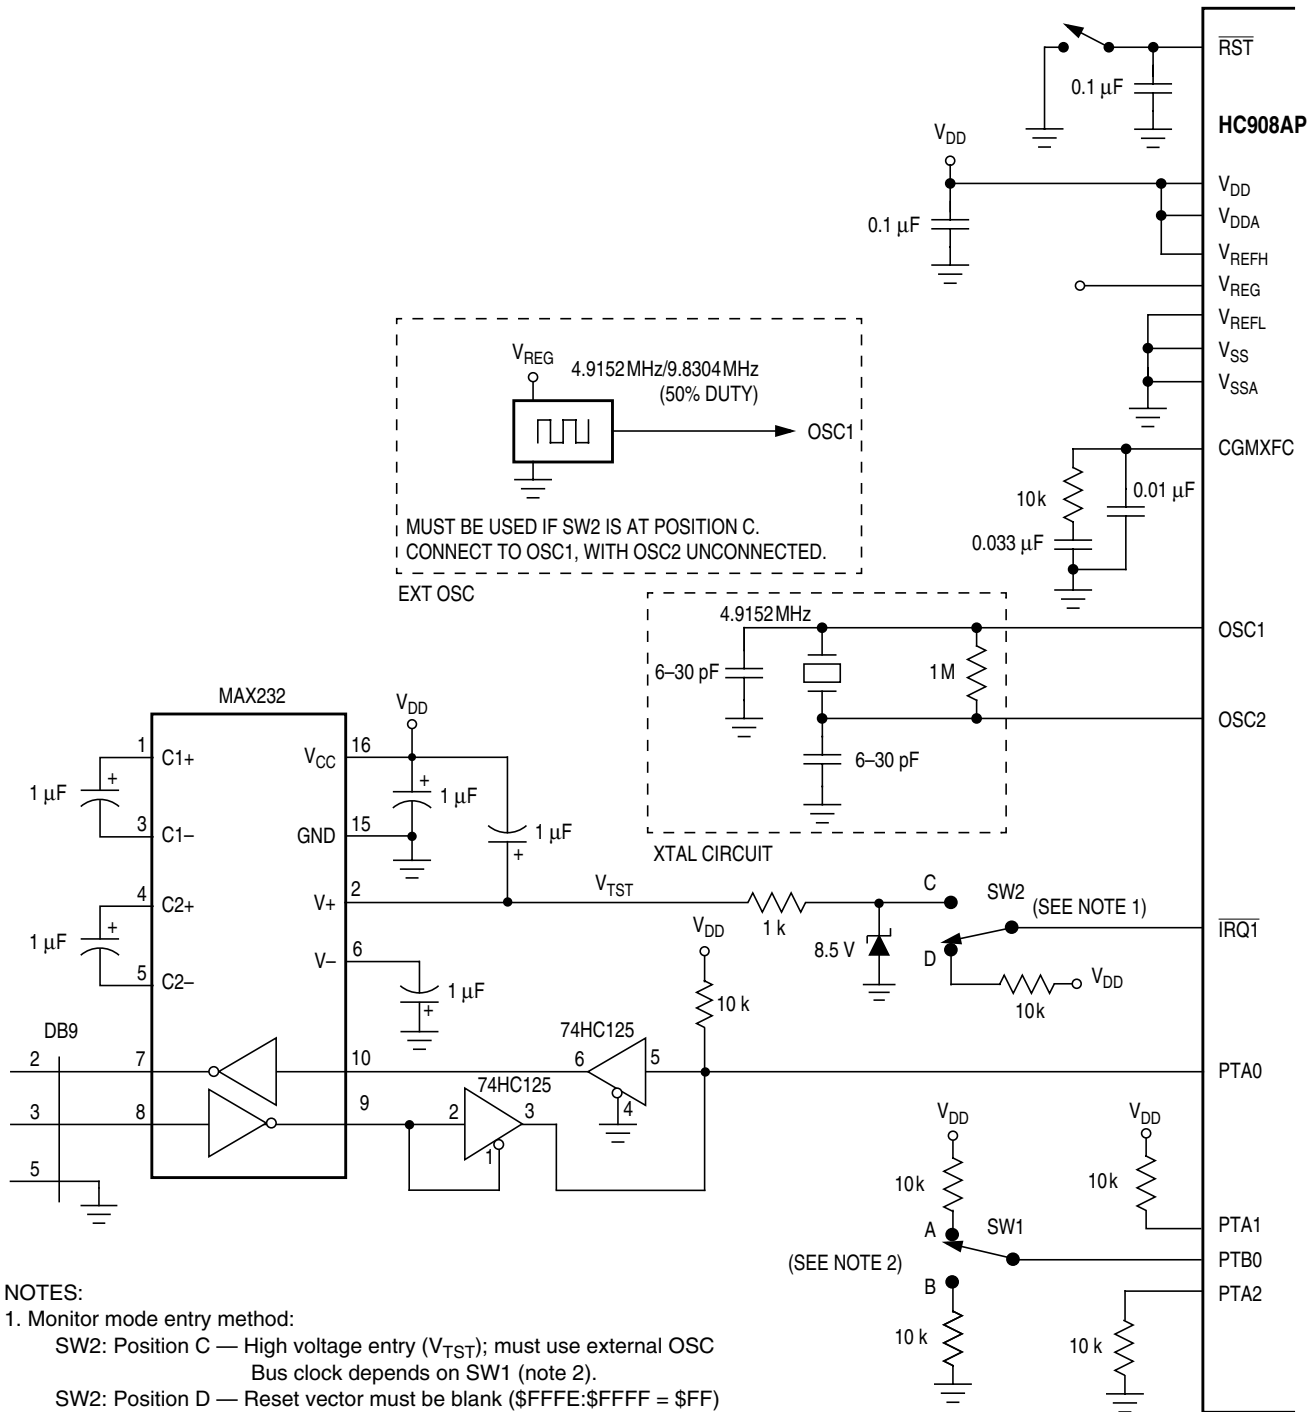 RST
0.1 µF
HC908AP
VDD
VDD
0.1 µF
VDDA
VREFH
VREG
VREFL
VSS
VSSA
VREG
4.9152MHz/9.8304MHz
(50% DUTY)
OSC1
MUST BE USED IF SW2 IS AT POSITION C.
CONNECT TO OSC1, WITH OSC2 UNCONNECTED.
EXT OSC
CGMXFC
10k
0.01 µF
0.033 µF
4.9152MHz
OSC1
6–30 pF
1M
OSC2
6–30 pF
XTAL CIRCUIT
MAX232
VDD
1
C1+
VCC
16
1 µF
+
+
1 µF
3
C1–
GND
15
1 µF
+
4
C2+
V+
2
VTST
1 k
C
SW2
(SEE NOTE 1)
IRQ1
1 µF
+
8.5 V
D
VDD
10k
5
C2–
V–
6
1 µF
+
VDD
10 k
DB9
74HC125
2
7
10
6
5
4
PTA0
74HC125
3
8
9
2
3
1
5
VDD
VDD
10k
10k
A
SW1
PTA1
(SEE NOTE 2)
PTB0
B
PTA2
10 k
10 k
NOTES:
1. Monitor mode entry method:
SW2: Position C — High voltage entry (VTST); must use external OSC
Bus clock depends on SW1 (note 2).
SW2: Position D — Reset vector must be blank ($FFFE:$FFFF = $FF)